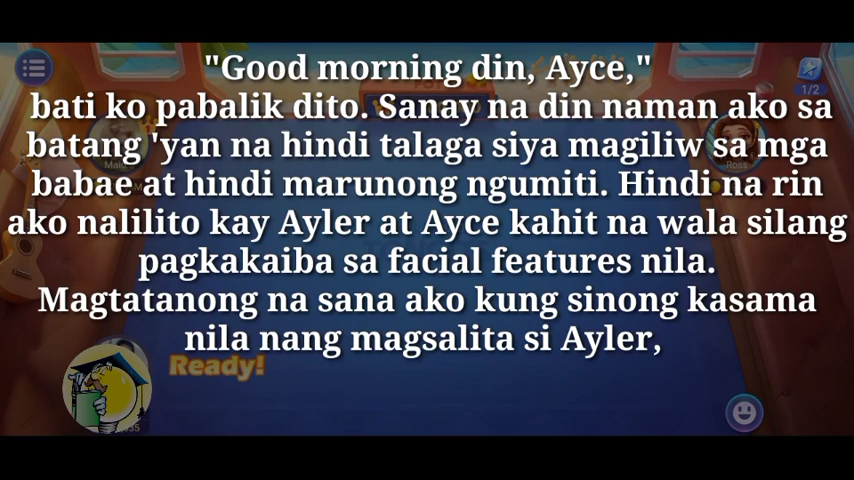 "Good morning din, Ayce,"
bati ko pabalik dito. Sanay na din naman ako sa
batang 'yan na hindi talaga siya magiliw sa mga
babae at hindi marunong ngumiti. Hindi na rin
ako nalilito kay Ayler at Ayce kahit na wala silang
pagkakaiba sa facial features nila.
Magtatanong na sana ako kung sinong kasama
nila nang magsalita si Ayler,
1/2
Ross
Ready!